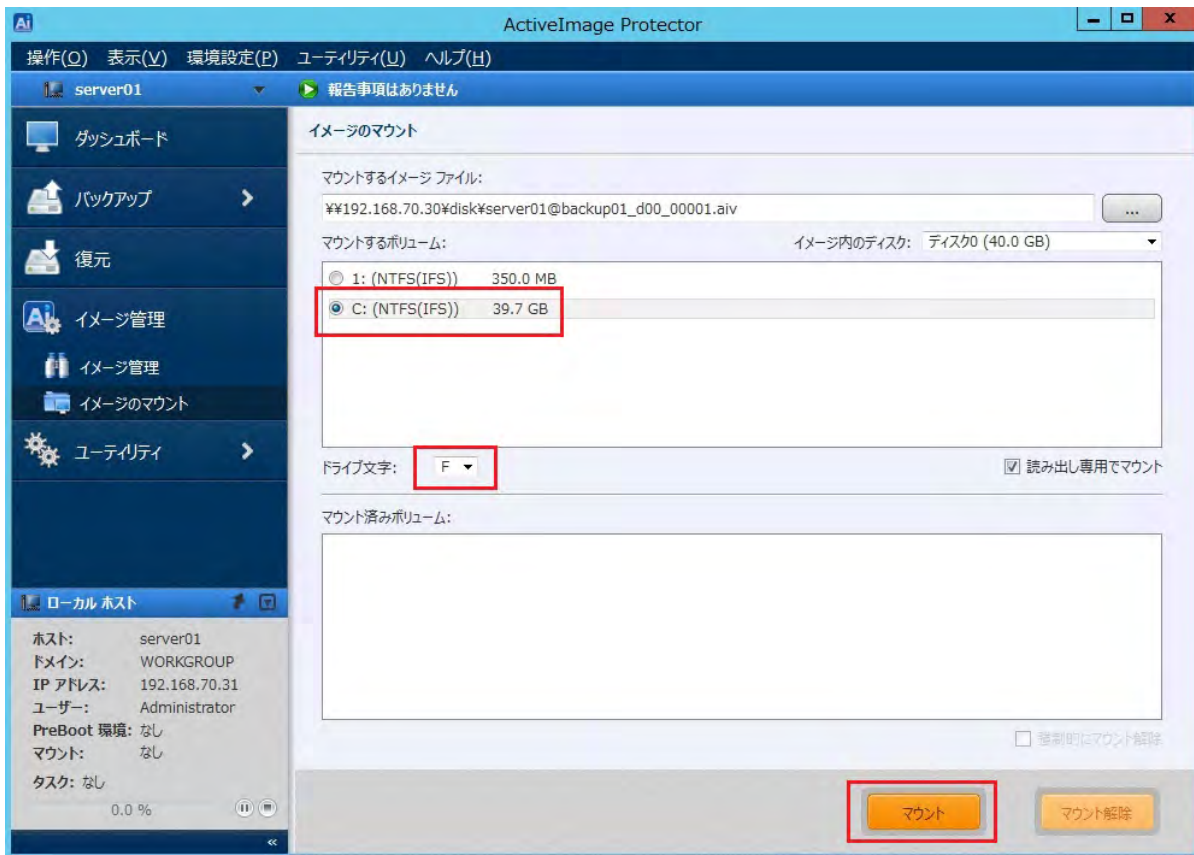 Ai
ActiveImage Protector
操作(O) 表示(V) 環境設定(P) ユーティリティ(U) ヘルプ(H)
server01
報告事項はありません
ダッシュボード
バックアップ
復元
Ai イメージ管理
イメージ管理
イメージのマウント
ユーティリティ
イメージのマウント
マウントするイメージ ファイル:
¥¥192.168.70.30¥disk¥server01@backup01_d00_00001.aiv
...
マウントするボリューム:
イメージ内のディスク: ディスク0 (40.0 GB)
1: (NTFS(IFS)) 350.0 MB
C: (NTFS(IFS)) 39.7 GB
ドライブ文字: F
読み出し専用でマウント
マウント済みボリューム:
強制的にマウント解除
マウント
マウント解除
ローカル ホスト
ホスト: server01
ドメイン: WORKGROUP
IP アドレス: 192.168.70.31
ユーザー: Administrator
PreBoot 環境: なし
マウント: なし
タスク: なし
0.0 %
«